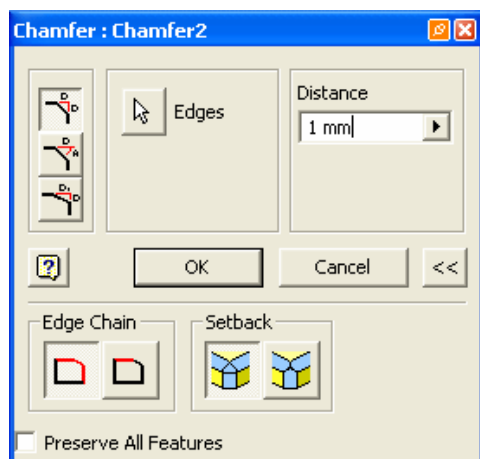 Chamfer : Chamfer2
Edges
Distance
1 mm
OK
Cancel
<<
Edge Chain
Setback
Preserve All Features